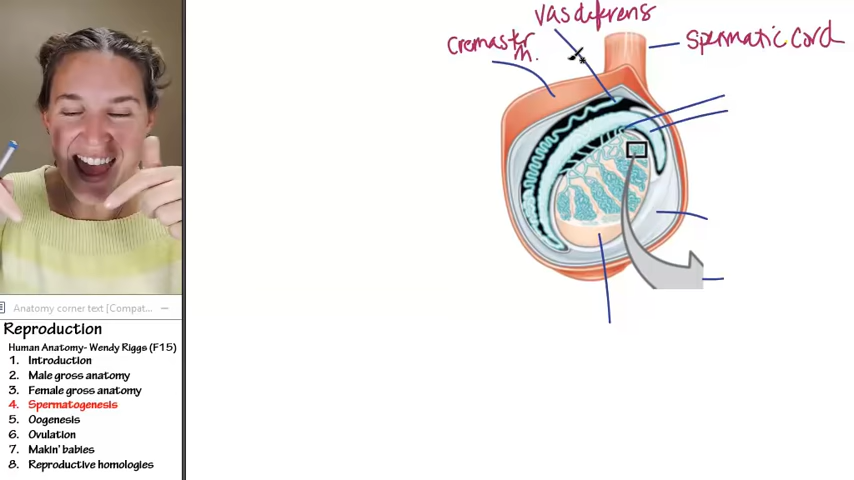 vas deferens
Cremaster
m.
Spermatic Cord
Anatomy corner text [Compat...
Reproduction
Human Anatomy- Wendy Riggs (F15)
1. Introduction
2. Male gross anatomy
3. Female gross anatomy
4. Spermatogenesis
5. Oogenesis
6. Ovulation
7. Makin' babies
8. Reproductive homologies